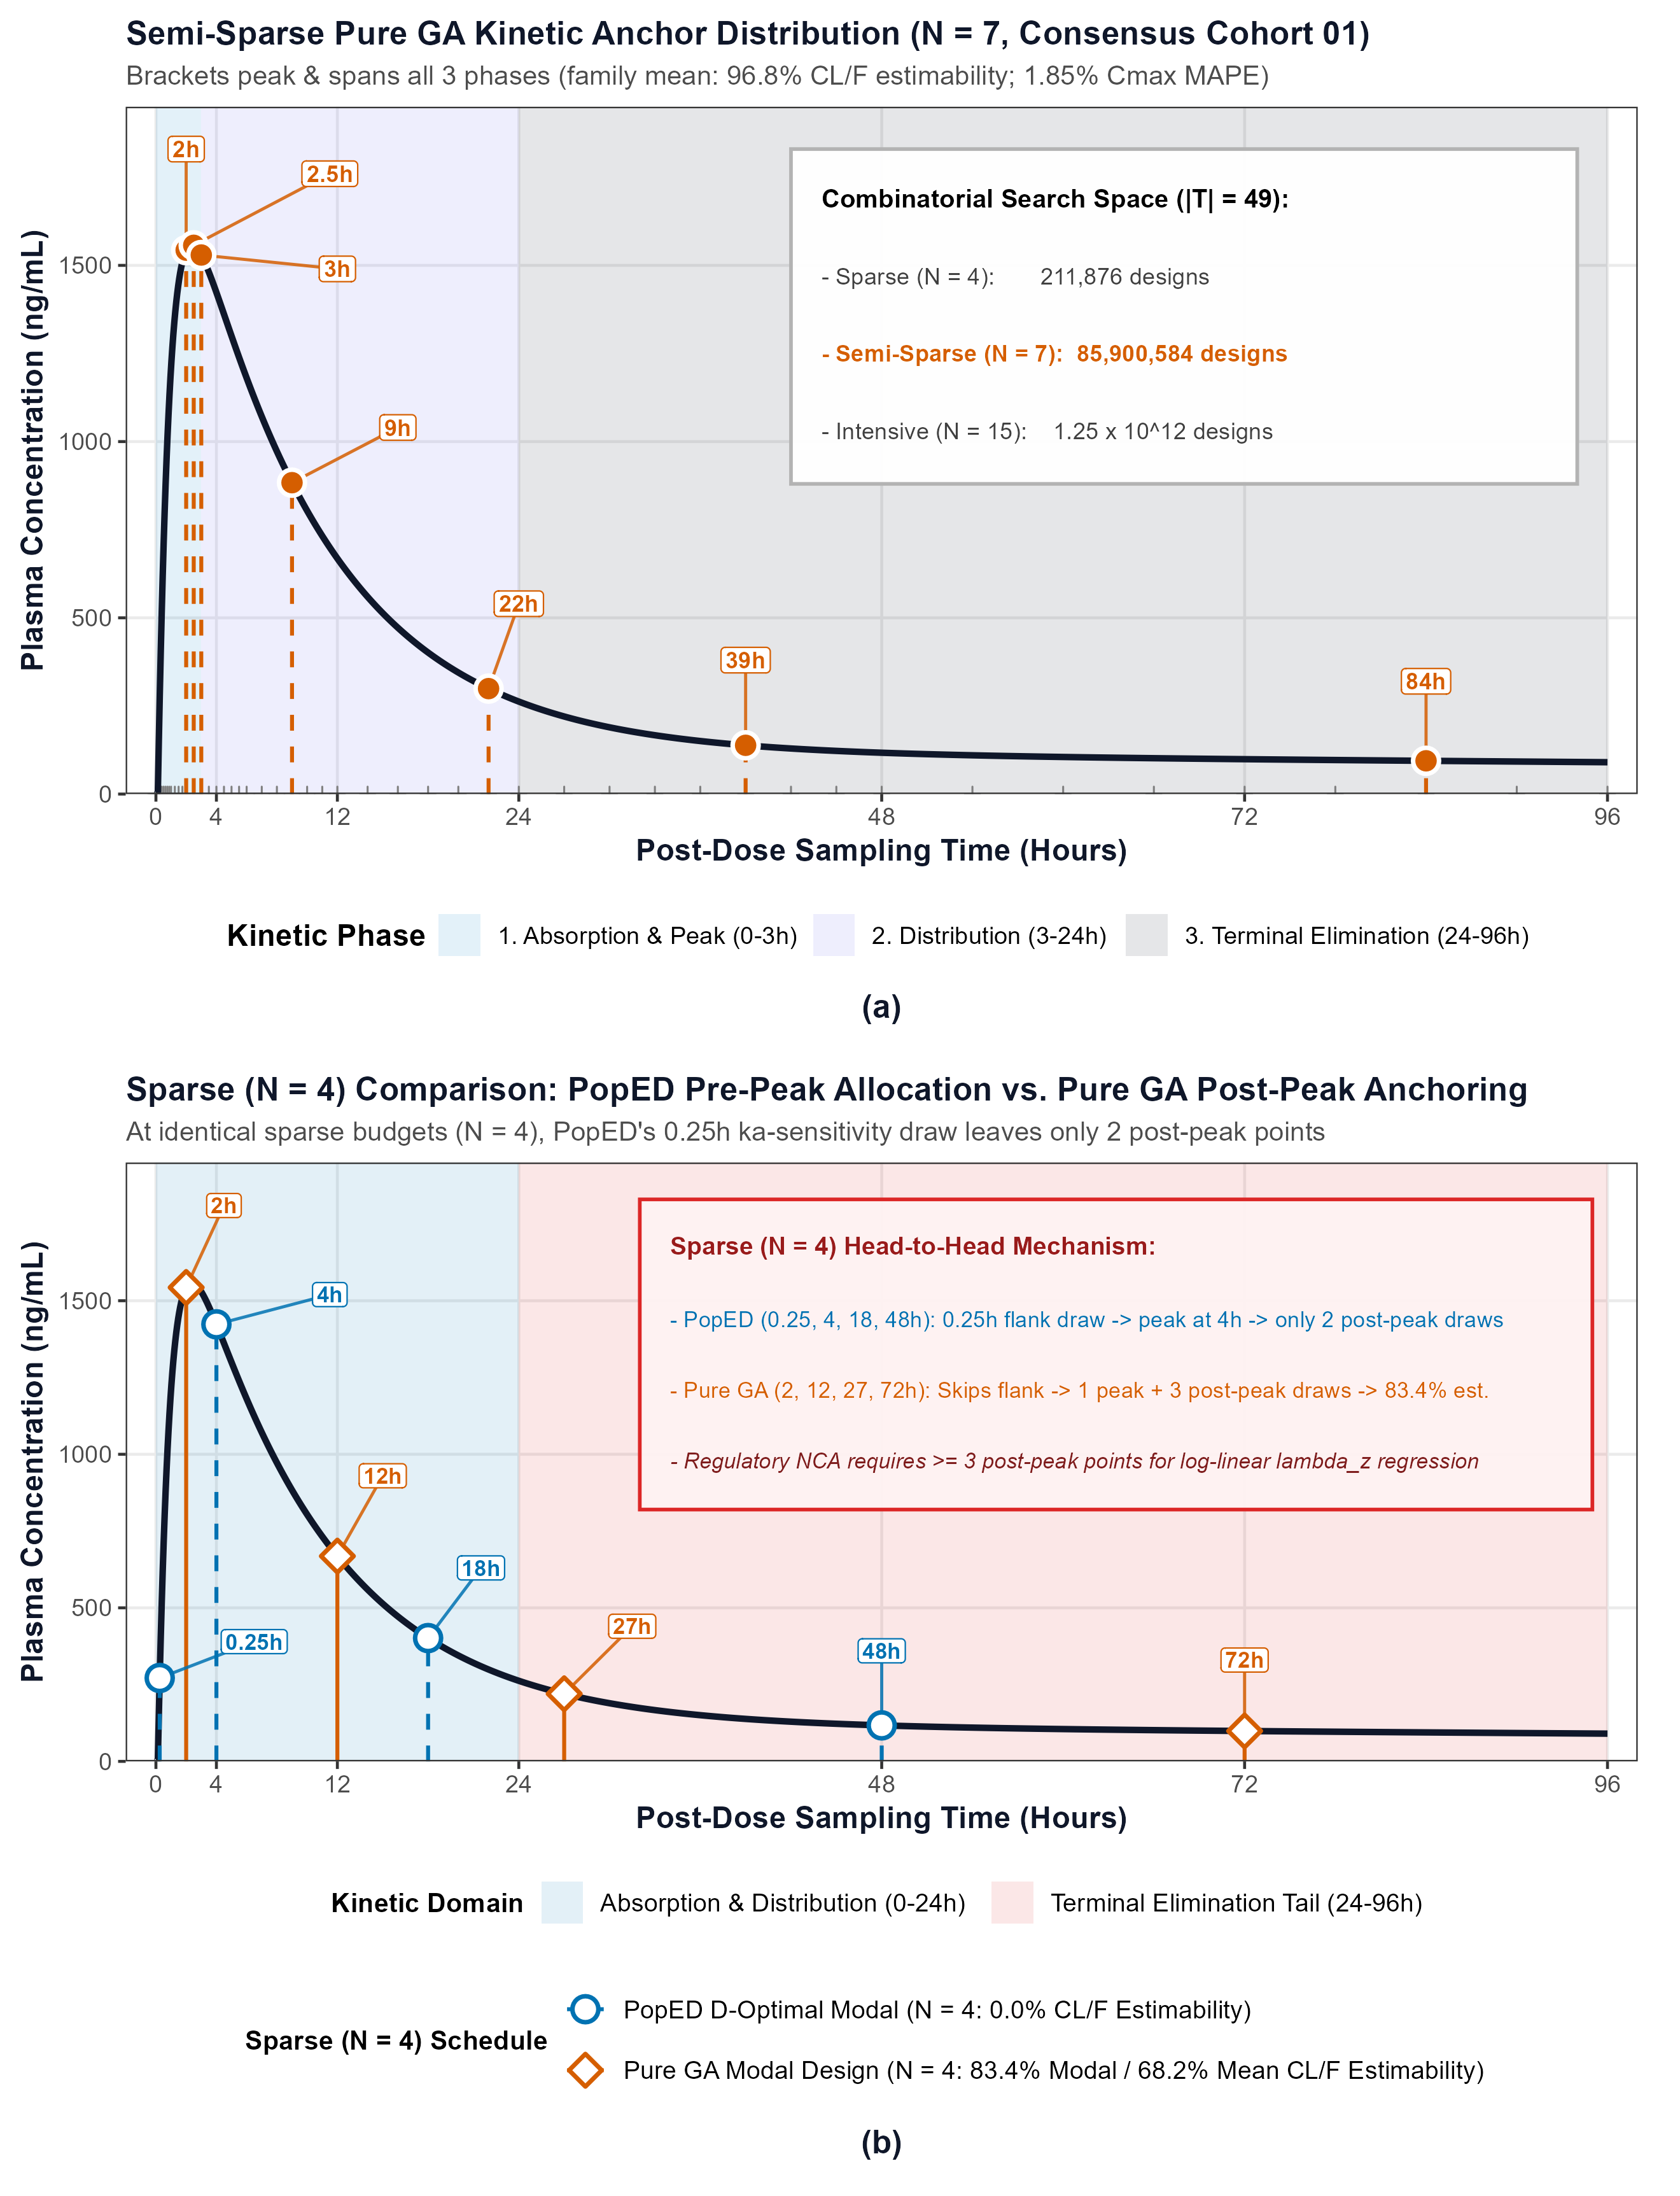 Semi-Sparse Pure GA Kinetic Anchor Distribution (N = 7, Consensus Cohort 01)
Brackets peak & spans all 3 phases (family mean: 96.8% CL/F estimability; 1.85% Cmax MAPE)
Plasma Concentration (ng/mL)
1500
1000
500
0
2h
2.5h
3h
9h
22h
39h
84h
Combinatorial Search Space (|T| = 49):
- Sparse (N = 4): 211,876 designs
- Semi-Sparse (N = 7): 85,900,584 designs
- Intensive (N = 15): 1.25 x 10^12 designs
0 4 12 24 48 72 96
Post-Dose Sampling Time (Hours)
Kinetic Phase 1. Absorption & Peak (0-3h) 2. Distribution (3-24h) 3. Terminal Elimination (24-96h)
(a)
Sparse (N = 4) Comparison: PopED Pre-Peak Allocation vs. Pure GA Post-Peak Anchoring
At identical sparse budgets (N = 4), PopED's 0.25h ka-sensitivity draw leaves only 2 post-peak points
Plasma Concentration (ng/mL)
1500
1000
500
0
2h
4h
12h
18h
0.25h
27h
48h
72h
Sparse (N = 4) Head-to-Head Mechanism:
- PopED (0.25, 4, 18, 48h): 0.25h flank draw -> peak at 4h -> only 2 post-peak draws
- Pure GA (2, 12, 27, 72h): Skips flank -> 1 peak + 3 post-peak draws -> 83.4% est.
- Regulatory NCA requires >= 3 post-peak points for log-linear lambda_z regression
0 4 12 24 48 72 96
Post-Dose Sampling Time (Hours)
Kinetic Domain Absorption & Distribution (0-24h) Terminal Elimination Tail (24-96h)
Sparse (N = 4) Schedule
PopED D-Optimal Modal (N = 4: 0.0% CL/F Estimability)
Pure GA Modal Design (N = 4: 83.4% Modal / 68.2% Mean CL/F Estimability)
(b)